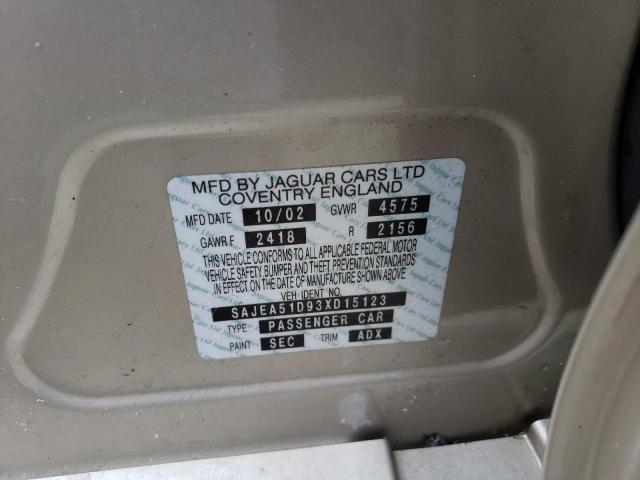 MFD BY JAGUAR CARS LTD
COVENTRY ENGLAND
MFD DATE 10/02 GVWR 4575
GAWR F 2418 R 2156
THIS VEHICLE CONFORMS TO ALL APPLICABLE FEDERAL MOTOR
VEHICLE SAFETY, BUMPER AND THEFT PREVENTION STANDARDS
IN EFFECT ON THE DATE OF MANUFACTURE SHOWN ABOVE
VEH IDENT NO.
SAJEA51D93XD15123
TYPE PASSENGER CAR
PAINT SEC TRIM ADX